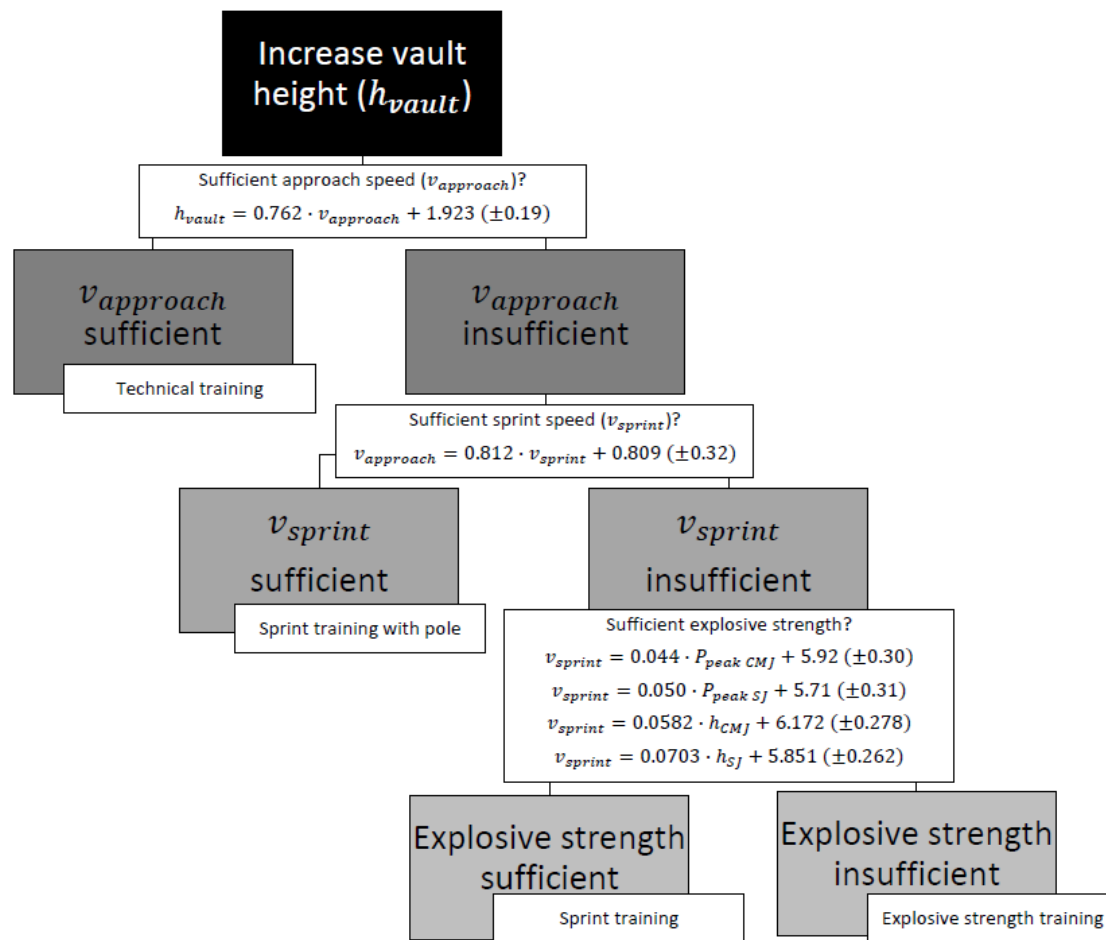 Increase vault
height (h_vault)
Sufficient approach speed (v_approach)?
h_vault = 0.762 · v_approach + 1.923 (±0.19)
v_approach
sufficient
Technical training
v_approach
insufficient
Sufficient sprint speed (v_sprint)?
v_approach = 0.812 · v_sprint + 0.809 (±0.32)
v_sprint
sufficient
Sprint training with pole
v_sprint
insufficient
Sufficient explosive strength?
v_sprint = 0.044 · P_peak CMJ + 5.92 (±0.30)
v_sprint = 0.050 · P_peak SJ + 5.71 (±0.31)
v_sprint = 0.0582 · h_CMJ + 6.172 (±0.278)
v_sprint = 0.0703 · h_SJ + 5.851 (±0.262)
Explosive strength
sufficient
Sprint training
Explosive strength
insufficient
Explosive strength training